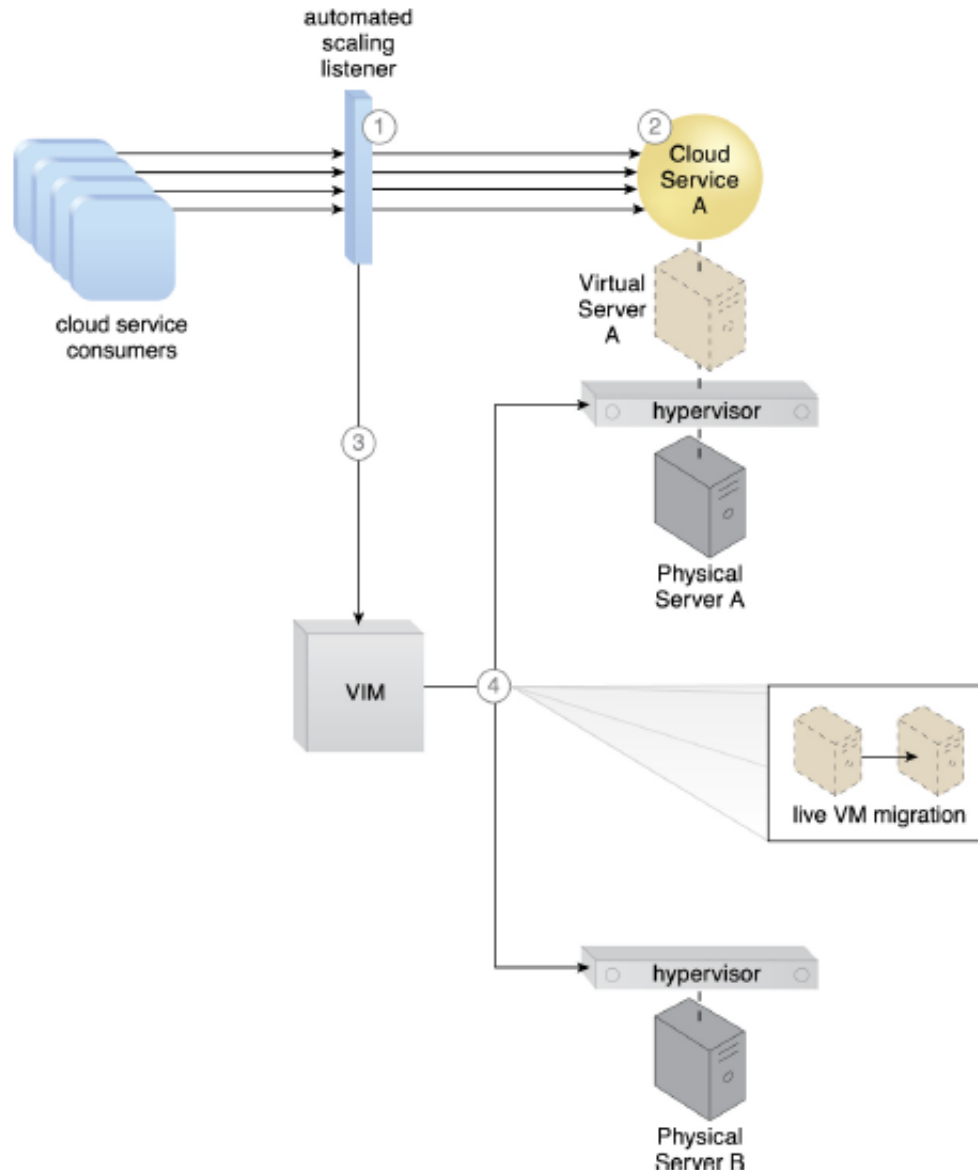 automated
scaling
listener
1
2
Cloud
Service
A
Virtual
Server
A
cloud service
consumers
hypervisor
3
Physical
Server A
VIM
4
live VM migration
hypervisor
Physical
Server B